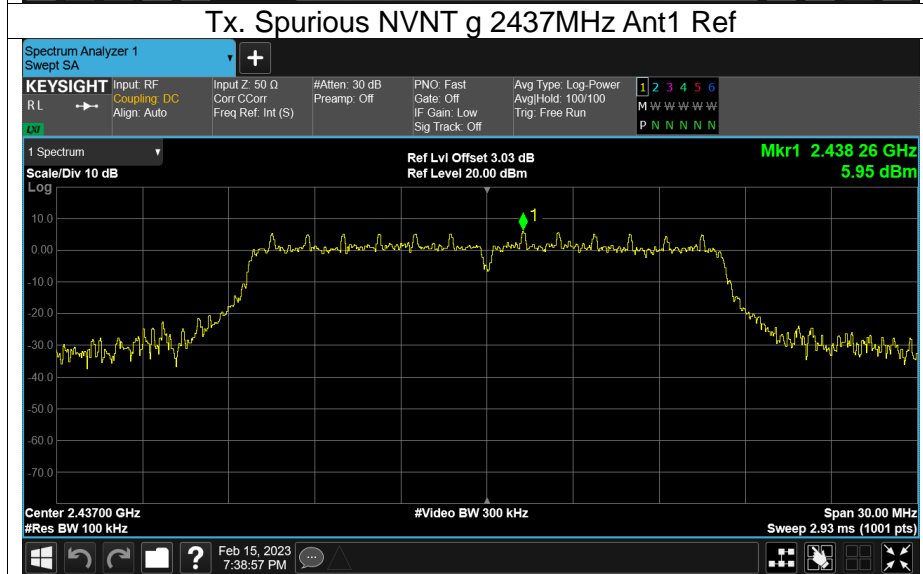 Tx. Spurious NVNT g 2437MHz Ant1 Ref
Spectrum Analyzer 1
Swept SA
+
KEYSIGHT
R L
LXI
Input: RF
Coupling: DC
Align: Auto
Input Z: 50 Ω
Corr CCorr
Freq Ref: Int (S)
#Atten: 30 dB
Preamp: Off
PNO: Fast
Gate: Off
IF Gain: Low
Sig Track: Off
Avg Type: Log-Power
Avg|Hold: 100/100
Trig: Free Run
1 2 3 4 5 6
M W W W W W
P N N N N N
1 Spectrum
Scale/Div 10 dB
Log
Ref Lvl Offset 3.03 dB
Ref Level 20.00 dBm
Mkr1 2.438 26 GHz
5.95 dBm
1
10.0
0.00
-10.0
-20.0
-30.0
-40.0
-50.0
-60.0
-70.0
Center 2.43700 GHz
#Res BW 100 kHz
#Video BW 300 kHz
Span 30.00 MHz
Sweep 2.93 ms (1001 pts)
?
Feb 15, 2023
7:38:57 PM